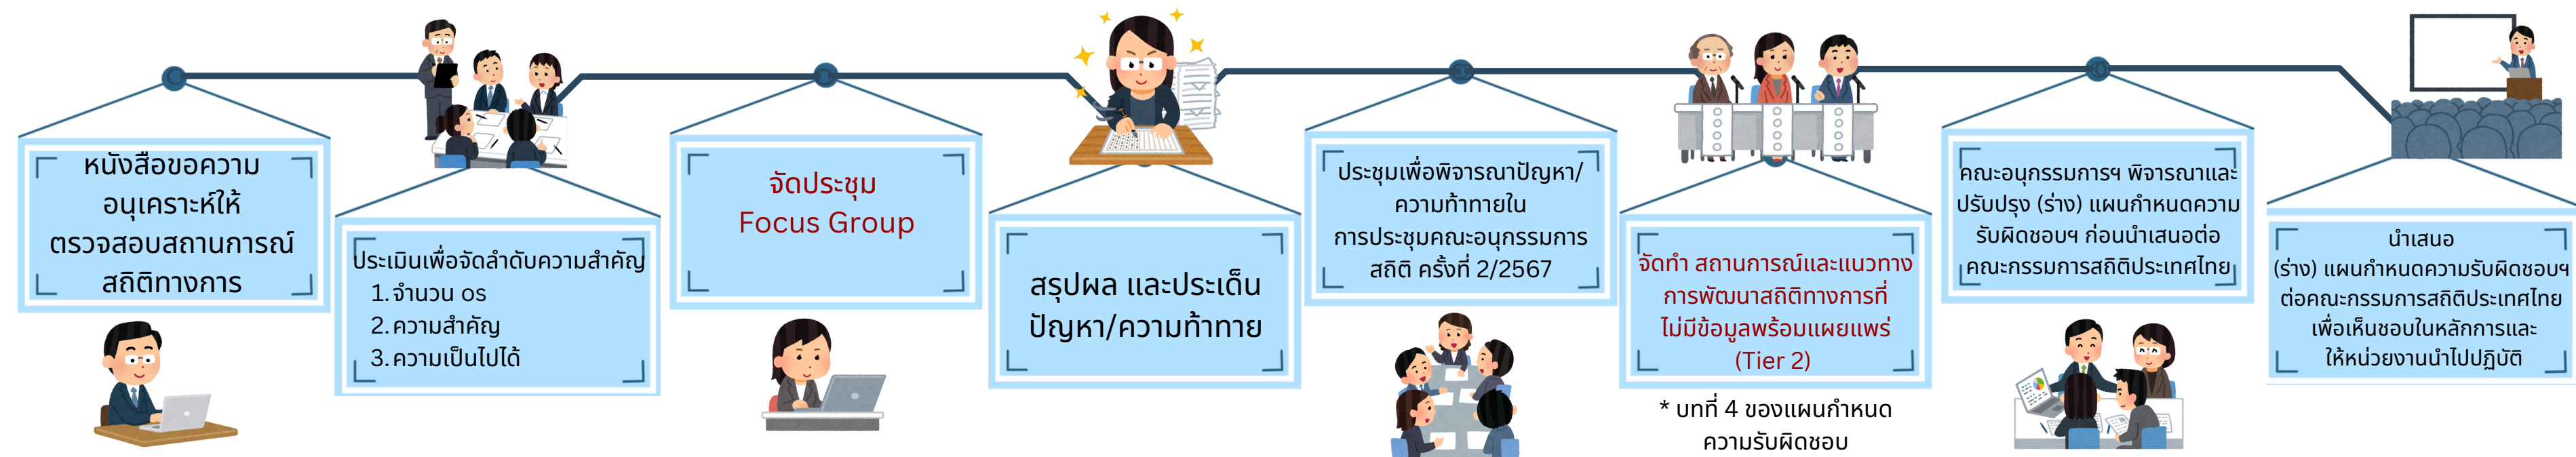 หนังสือขอความ
อนุเคราะห์ให้
ตรวจสอบสถานการณ์
สถิติทางการ
ประเมินเพื่อจัดลำดับความสำคัญ
1. จำนวน os
2. ความสำคัญ
3. ความเป็นไปได้
จัดประชุม
Focus Group
สรุปผล และประเด็น
ปัญหา/ความท้าทาย
ประชุมเพื่อพิจารณาปัญหา/
ความท้าทายใน
การประชุมคณะอนุกรรมการ
สถิติ ครั้งที่ 2/2567
จัดทำ สถานการณ์และแนวทาง
การพัฒนาสถิติทางการที่
ไม่มีข้อมูลพร้อมแผยแพร่
(Tier 2)
* บทที่ 4 ของแผนกำหนด
ความรับผิดชอบ
คณะอนุกรรมการฯ พิจารณาและ
ปรับปรุง (ร่าง) แผนกำหนดความ
รับผิดชอบฯ ก่อนนำเสนอต่อ
คณะกรรมการสถิติประเทศไทย
นำเสนอ
(ร่าง) แผนกำหนดความรับผิดชอบฯ
ต่อคณะกรรมการสถิติประเทศไทย
เพื่อเห็นชอบในหลักการและ
ให้หน่วยงานนำไปปฏิบัติ